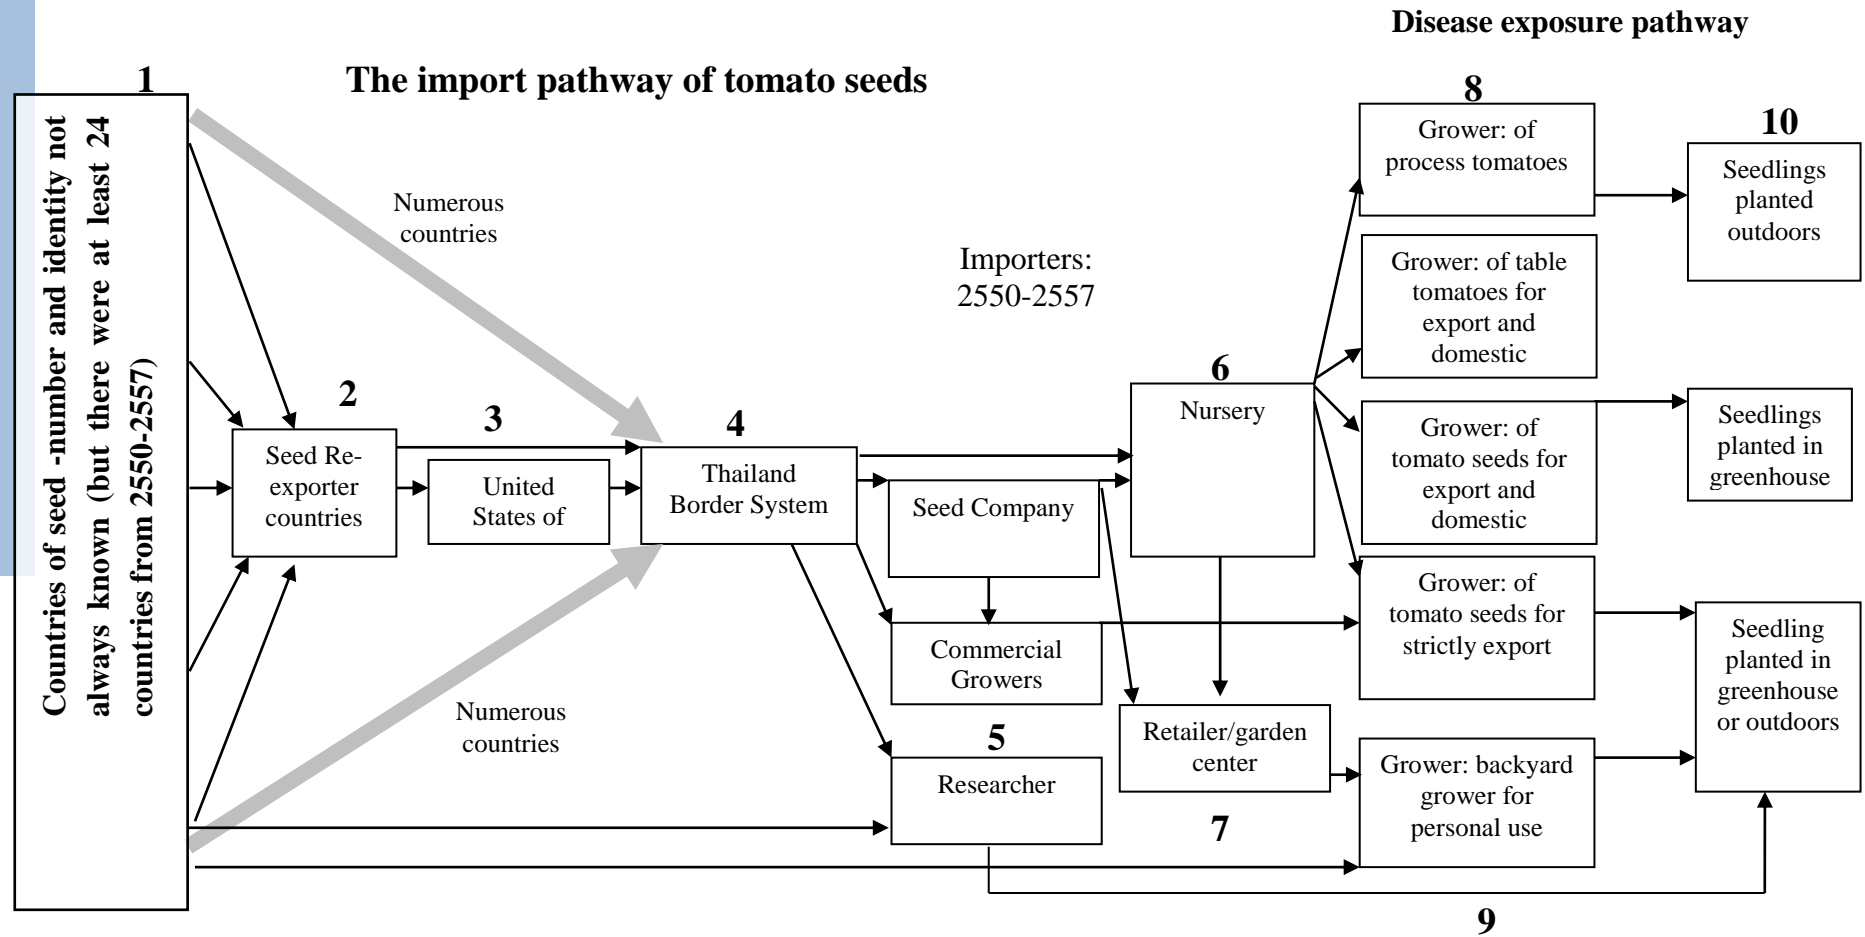 Disease exposure pathway
The import pathway of tomato seeds
1
Countries of seed -number and identity not
always known (but there were at least 24
countries from 2550-2557)
Numerous
countries
Numerous
countries
2
Seed Re-
exporter
countries
3
United
States of
4
Thailand
Border System
Importers:
2550-2557
Seed Company
Commercial
Growers
5
Researcher
6
Nursery
Retailer/garden
center
7
8
Grower: of
process tomatoes
Grower: of table
tomatoes for
export and
domestic
Grower: of
tomato seeds for
export and
domestic
Grower: of
tomato seeds for
strictly export
Grower: backyard
grower for
personal use
9
10
Seedlings
planted
outdoors
Seedlings
planted in
greenhouse
Seedling
planted in
greenhouse
or outdoors